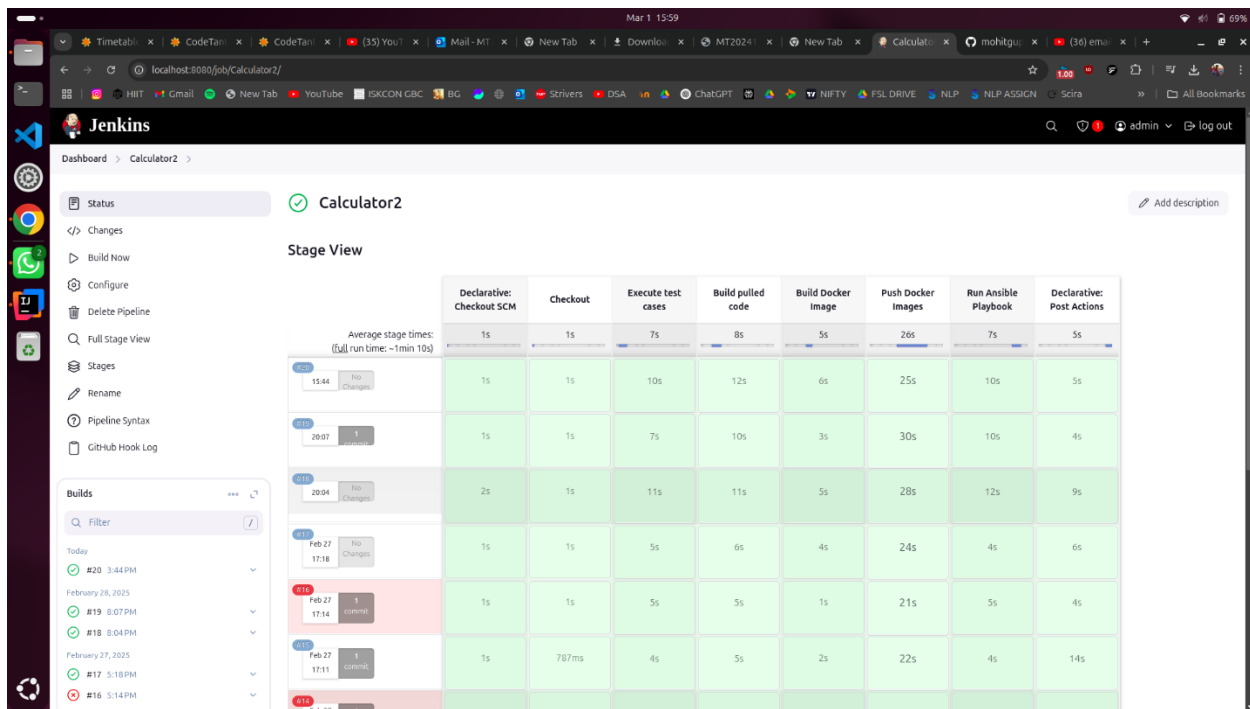 Mar 1 15:59
69%
Timetabl
CodeTan
CodeTan
(35) YouT
Mail - MT
New Tab
Downloa
MT20241
New Tab
Calculato
mohitgup
(36) emai
localhost:8080/job/Calculator2/
1.00
HIIT
Gmail
New Tab
YouTube
ISKCON GBC
BG
Strivers
DSA
ChatGPT
NIFTY
FSL DRIVE
NLP
NLP ASSIGN
Scira
All Bookmarks
Jenkins
1
admin
log out
Dashboard > Calculator2 >
Status
Changes
Build Now
Configure
Delete Pipeline
Full Stage View
Stages
Rename
Pipeline Syntax
GitHub Hook Log
Builds
Filter
/
Today
#20 3:44 PM
February 28, 2025
#19 8:07 PM
#18 8:04 PM
February 27, 2025
#17 5:18 PM
#16 5:14 PM
Calculator2
Add description
Stage View
Declarative: Checkout SCM
Checkout
Execute test cases
Build pulled code
Build Docker Image
Push Docker Images
Run Ansible Playbook
Declarative: Post Actions
Average stage times:
(full run time: ~1min 10s)
1s 1s 7s 8s 5s 26s 7s 5s
#20
15:44 No Changes
1s 1s 10s 12s 6s 25s 10s 5s
#19
20:07 1 commit
1s 1s 7s 10s 3s 30s 10s 4s
#18
20:04 No Changes
2s 1s 11s 11s 5s 28s 12s 9s
#17
Feb 27 17:18 No Changes
1s 1s 5s 6s 4s 24s 4s 6s
#16
Feb 27 17:14 1 commit
1s 1s 5s 5s 1s 21s 5s 4s
#15
Feb 27 17:11 1 commit
1s 787ms 4s 5s 2s 22s 4s 14s
#14